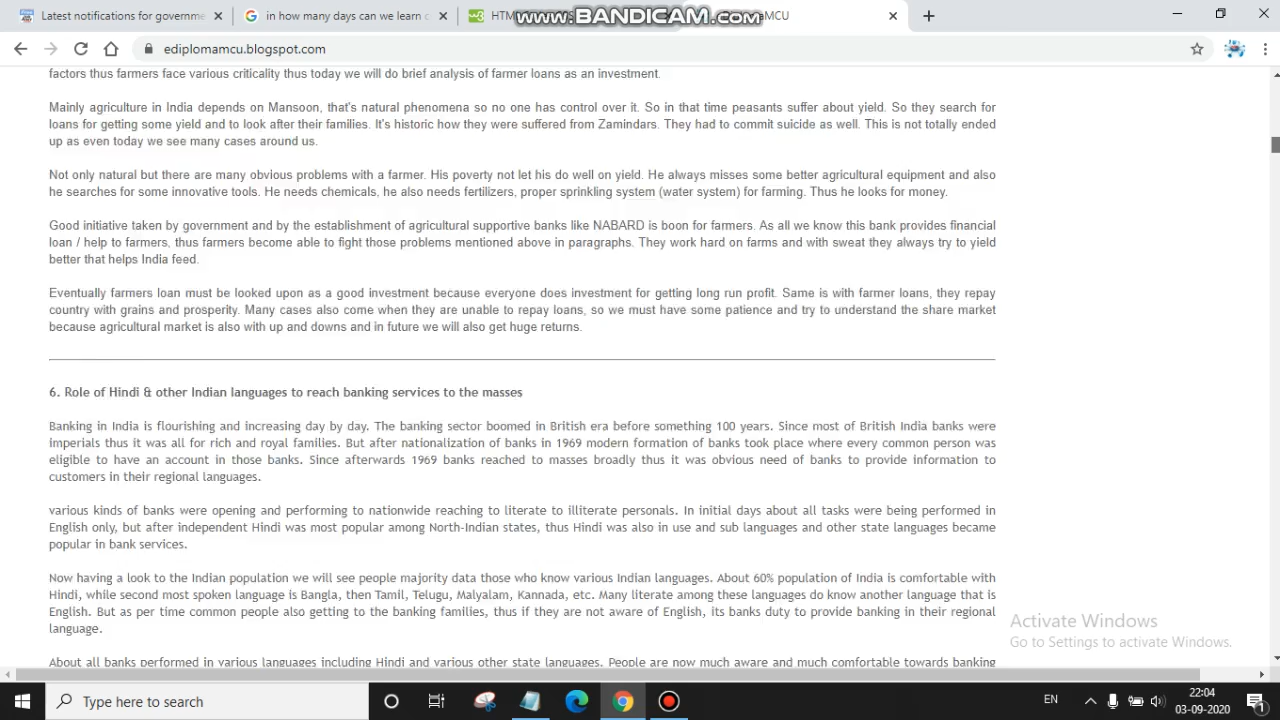 Latest notifications for governme
in how many days can we learn c
HTM
www.BANDICAM.com
MCU
ediplomamcu.blogspot.com
factors thus farmers face various criticality thus today we will do brief analysis of farmer loans as an investment.
Mainly agriculture in India depends on Mansoon, that's natural phenomena so no one has control over it. So in that time peasants suffer about yield. So they search for
loans for getting some yield and to look after their families. It's historic how they were suffered from Zamindars. They had to commit suicide as well. This is not totally ended
up as even today we see many cases around us.
Not only natural but there are many obvious problems with a farmer. His poverty not let his do well on yield. He always misses some better agricultural equipment and also
he searches for some innovative tools. He needs chemicals, he also needs fertilizers, proper sprinkling system (water system) for farming. Thus he looks for money.
Good initiative taken by government and by the establishment of agricultural supportive banks like NABARD is boon for farmers. As all we know this bank provides financial
loan / help to farmers, thus farmers become able to fight those problems mentioned above in paragraphs. They work hard on farms and with sweat they always try to yield
better that helps India feed.
Eventually farmers loan must be looked upon as a good investment because everyone does investment for getting long run profit. Same is with farmer loans, they repay
country with grains and prosperity. Many cases also come when they are unable to repay loans, so we must have some patience and try to understand the share market
because agricultural market is also with up and downs and in future we will also get huge returns.
6. Role of Hindi & other Indian languages to reach banking services to the masses
Banking in India is flourishing and increasing day by day. The banking sector boomed in British era before something 100 years. Since most of British India banks were
imperials thus it was all for rich and royal families. But after nationalization of banks in 1969 modern formation of banks took place where every common person was
eligible to have an account in those banks. Since afterwards 1969 banks reached to masses broadly thus it was obvious need of banks to provide information to
customers in their regional languages.
various kinds of banks were opening and performing to nationwide reaching to literate to illiterate personals. In initial days about all tasks were being performed in
English only, but after independent Hindi was most popular among North-Indian states, thus Hindi was also in use and sub languages and other state languages became
popular in bank services.
Now having a look to the Indian population we will see people majority data those who know various Indian languages. About 60% population of India is comfortable with
Hindi, while second most spoken language is Bangla, then Tamil, Telugu, Malyalam, Kannada, etc. Many literate among these languages do know another language that is
English. But as per time common people also getting to the banking families, thus if they are not aware of English, its banks duty to provide banking in their regional
language.
About all banks performed in various languages including Hindi and various other state languages. People are now much aware and much comfortable towards banking
Activate Windows
Go to Settings to activate Windows.
Type here to search
EN
22:04
03-09-2020
1